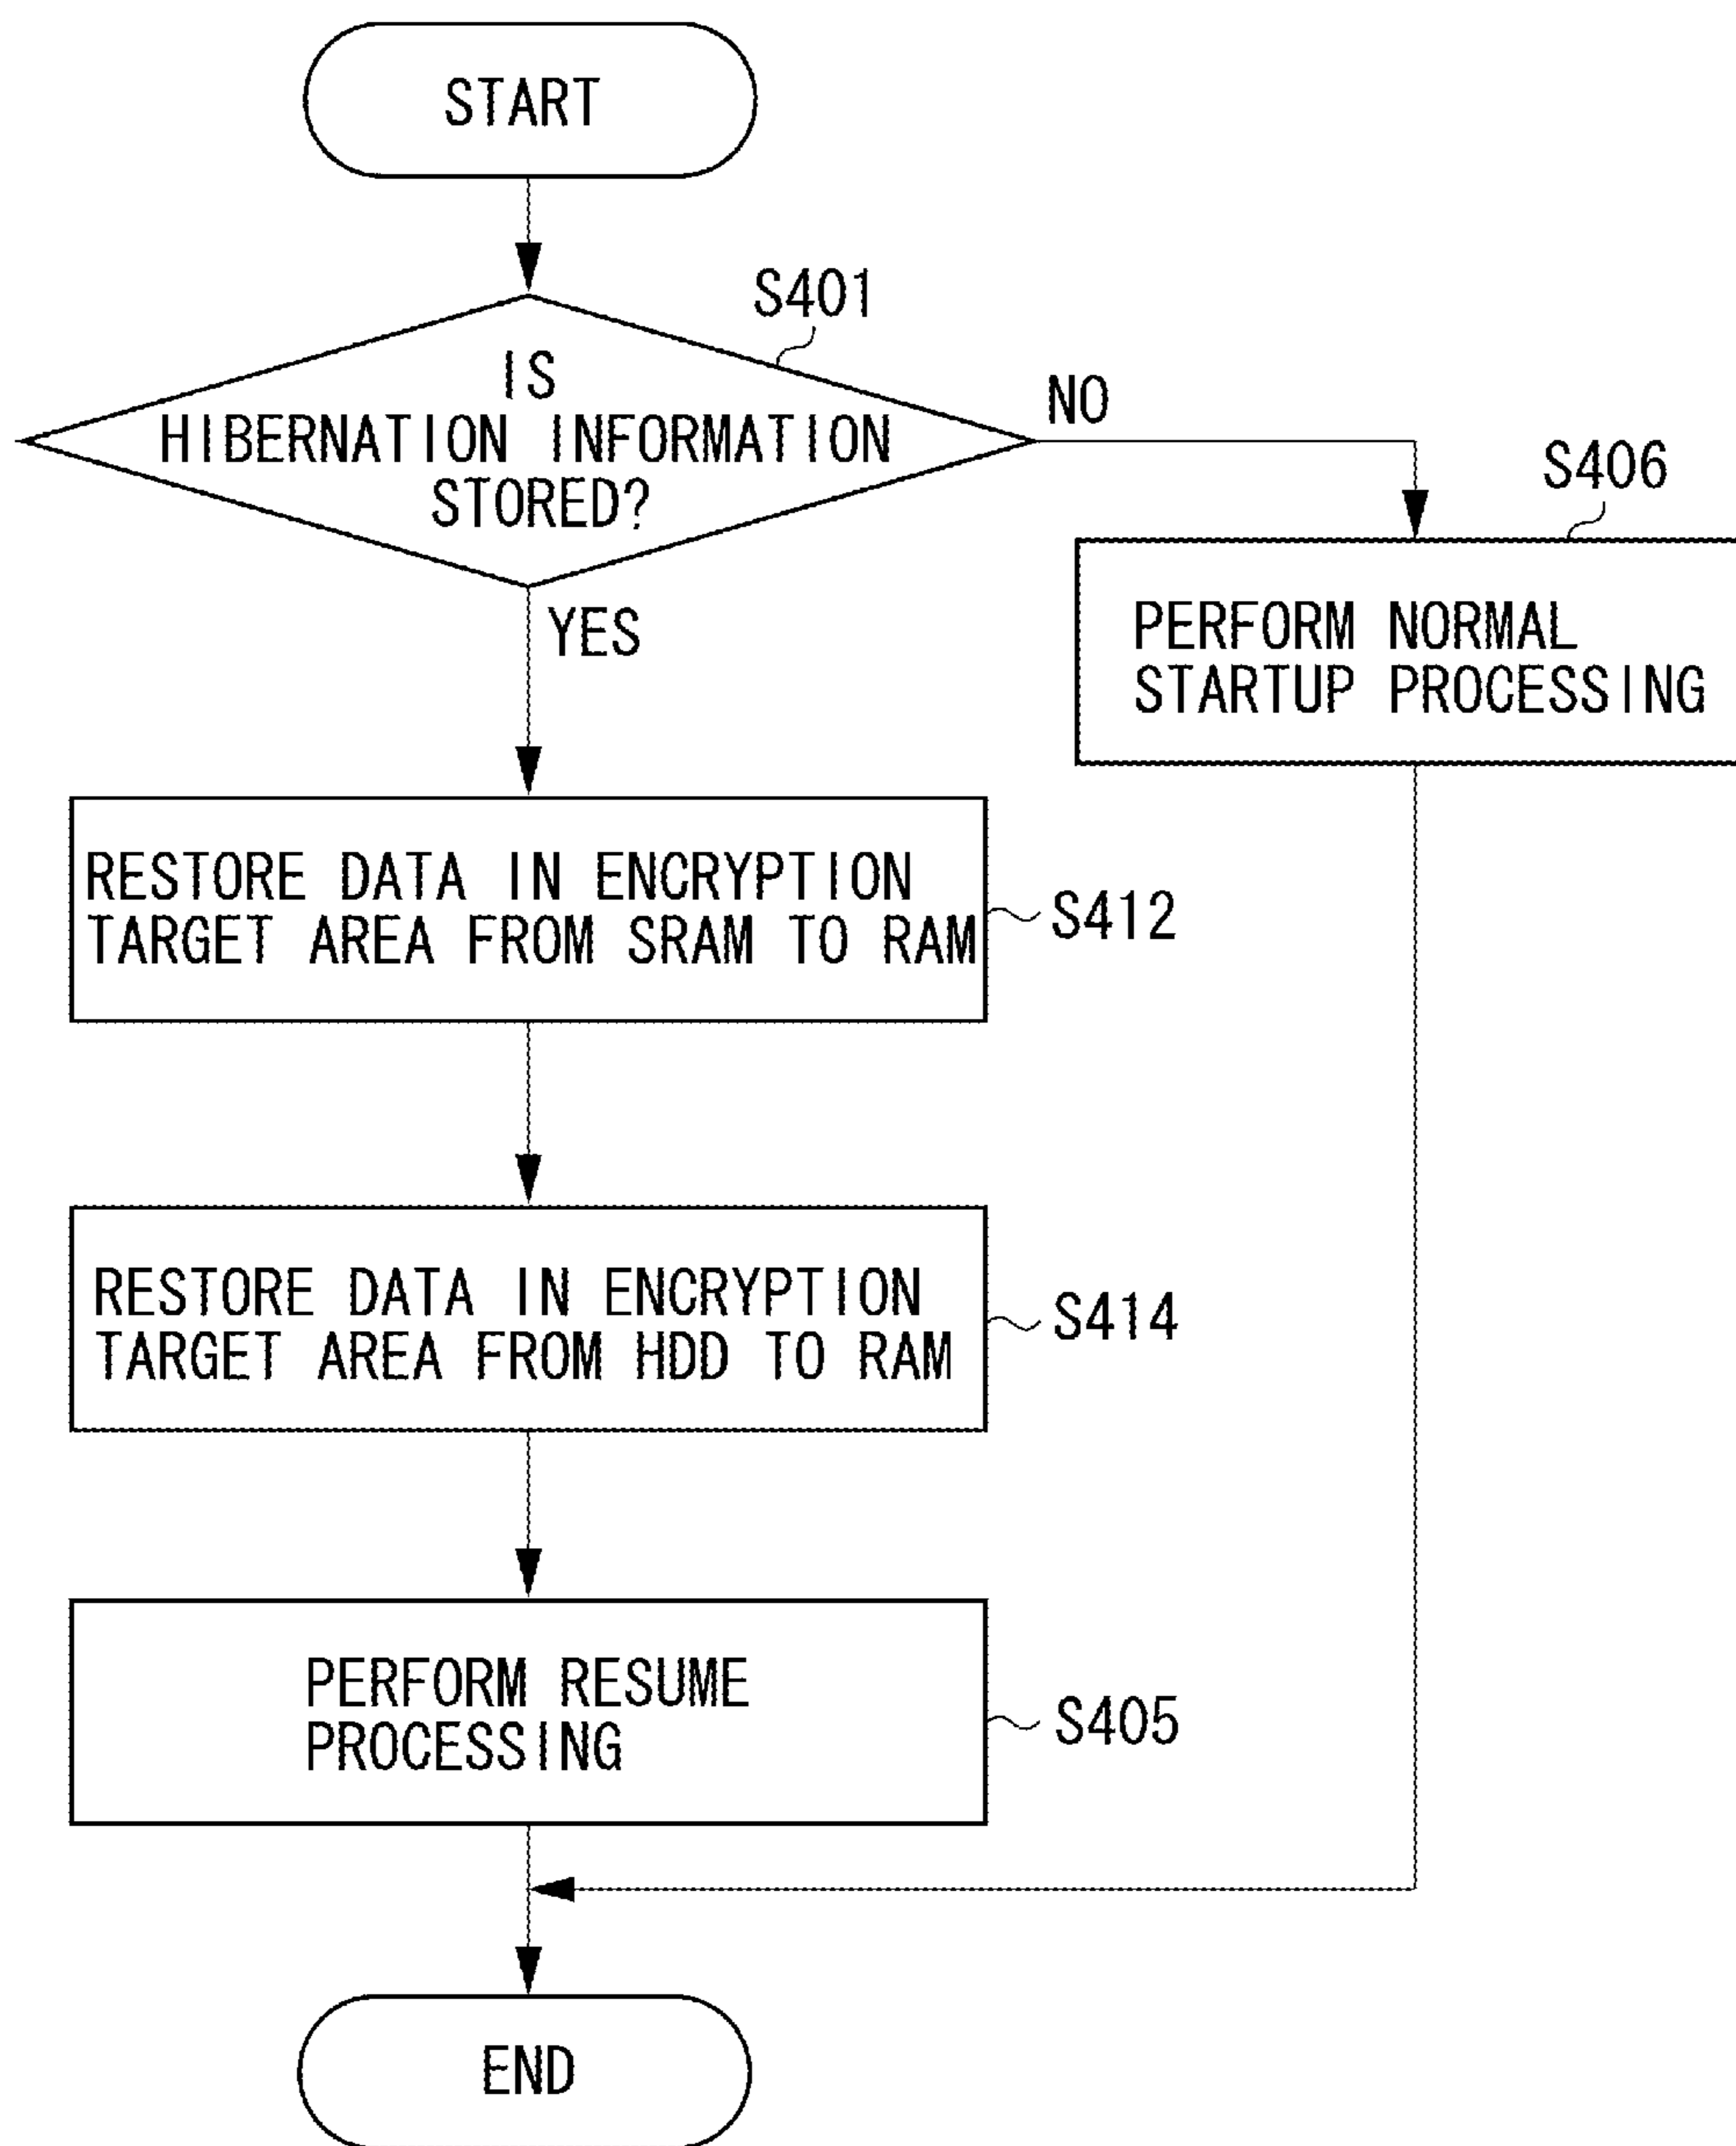 START
S401
IS
HIBERNATION INFORMATION
STORED?
NO
YES
S406
PERFORM NORMAL
STARTUP PROCESSING
RESTORE DATA IN ENCRYPTION
TARGET AREA FROM SRAM TO RAM
S412
RESTORE DATA IN ENCRYPTION
TARGET AREA FROM HDD TO RAM
S414
PERFORM RESUME
PROCESSING
S405
END